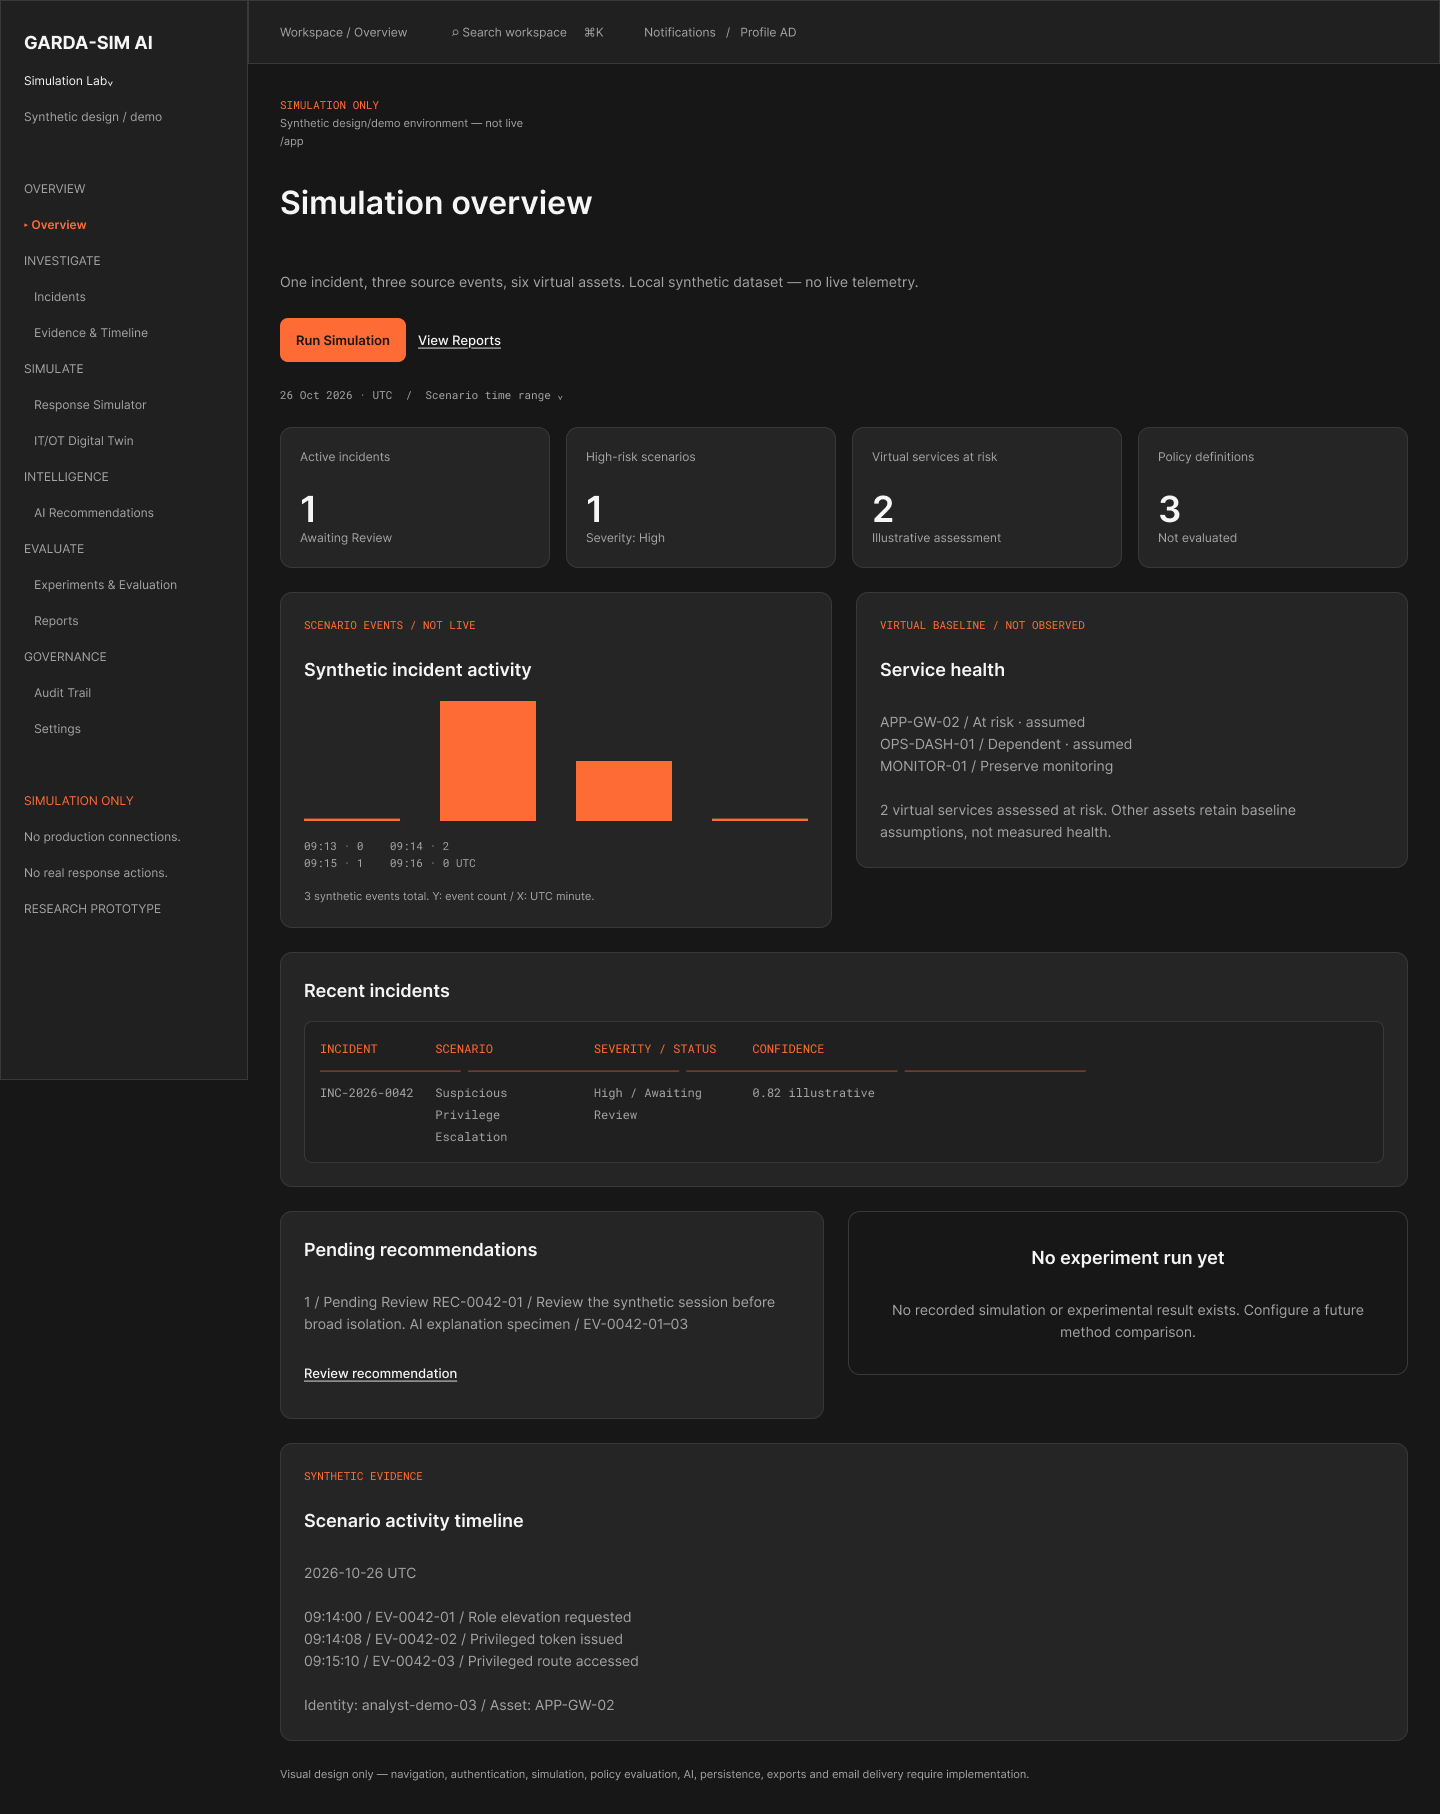 GARDA-SIM AI
Simulation Lab⌄
Synthetic design / demo
OVERVIEW
▸ Overview
INVESTIGATE
Incidents
Evidence & Timeline
SIMULATE
Response Simulator
IT/OT Digital Twin
INTELLIGENCE
AI Recommendations
EVALUATE
Experiments & Evaluation
Reports
GOVERNANCE
Audit Trail
Settings
SIMULATION ONLY
No production connections.
No real response actions.
RESEARCH PROTOTYPE
Workspace / Overview ⌕ Search workspace ⌘K Notifications / Profile AD
SIMULATION ONLY
Synthetic design/demo environment — not live
/app
Simulation overview
One incident, three source events, six virtual assets. Local synthetic dataset — no live telemetry.
Run Simulation View Reports
26 Oct 2026 · UTC / Scenario time range ⌄
Active incidents
1
Awaiting Review
High-risk scenarios
1
Severity: High
Virtual services at risk
2
Illustrative assessment
Policy definitions
3
Not evaluated
SCENARIO EVENTS / NOT LIVE
Synthetic incident activity
09:13 · 0 09:14 · 2
09:15 · 1 09:16 · 0 UTC
3 synthetic events total. Y: event count / X: UTC minute.
VIRTUAL BASELINE / NOT OBSERVED
Service health
APP-GW-02 / At risk · assumed
OPS-DASH-01 / Dependent · assumed
MONITOR-01 / Preserve monitoring
2 virtual services assessed at risk. Other assets retain baseline
assumptions, not measured health.
Recent incidents
INCIDENT SCENARIO SEVERITY / STATUS CONFIDENCE
INC-2026-0042 Suspicious High / Awaiting 0.82 illustrative
Privilege Review
Escalation
Pending recommendations
1 / Pending Review REC-0042-01 / Review the synthetic session before
broad isolation. AI explanation specimen / EV-0042-01–03
Review recommendation
No experiment run yet
No recorded simulation or experimental result exists. Configure a future
method comparison.
SYNTHETIC EVIDENCE
Scenario activity timeline
2026-10-26 UTC
09:14:00 / EV-0042-01 / Role elevation requested
09:14:08 / EV-0042-02 / Privileged token issued
09:15:10 / EV-0042-03 / Privileged route accessed
Identity: analyst-demo-03 / Asset: APP-GW-02
Visual design only — navigation, authentication, simulation, policy evaluation, AI, persistence, exports and email delivery require implementation.